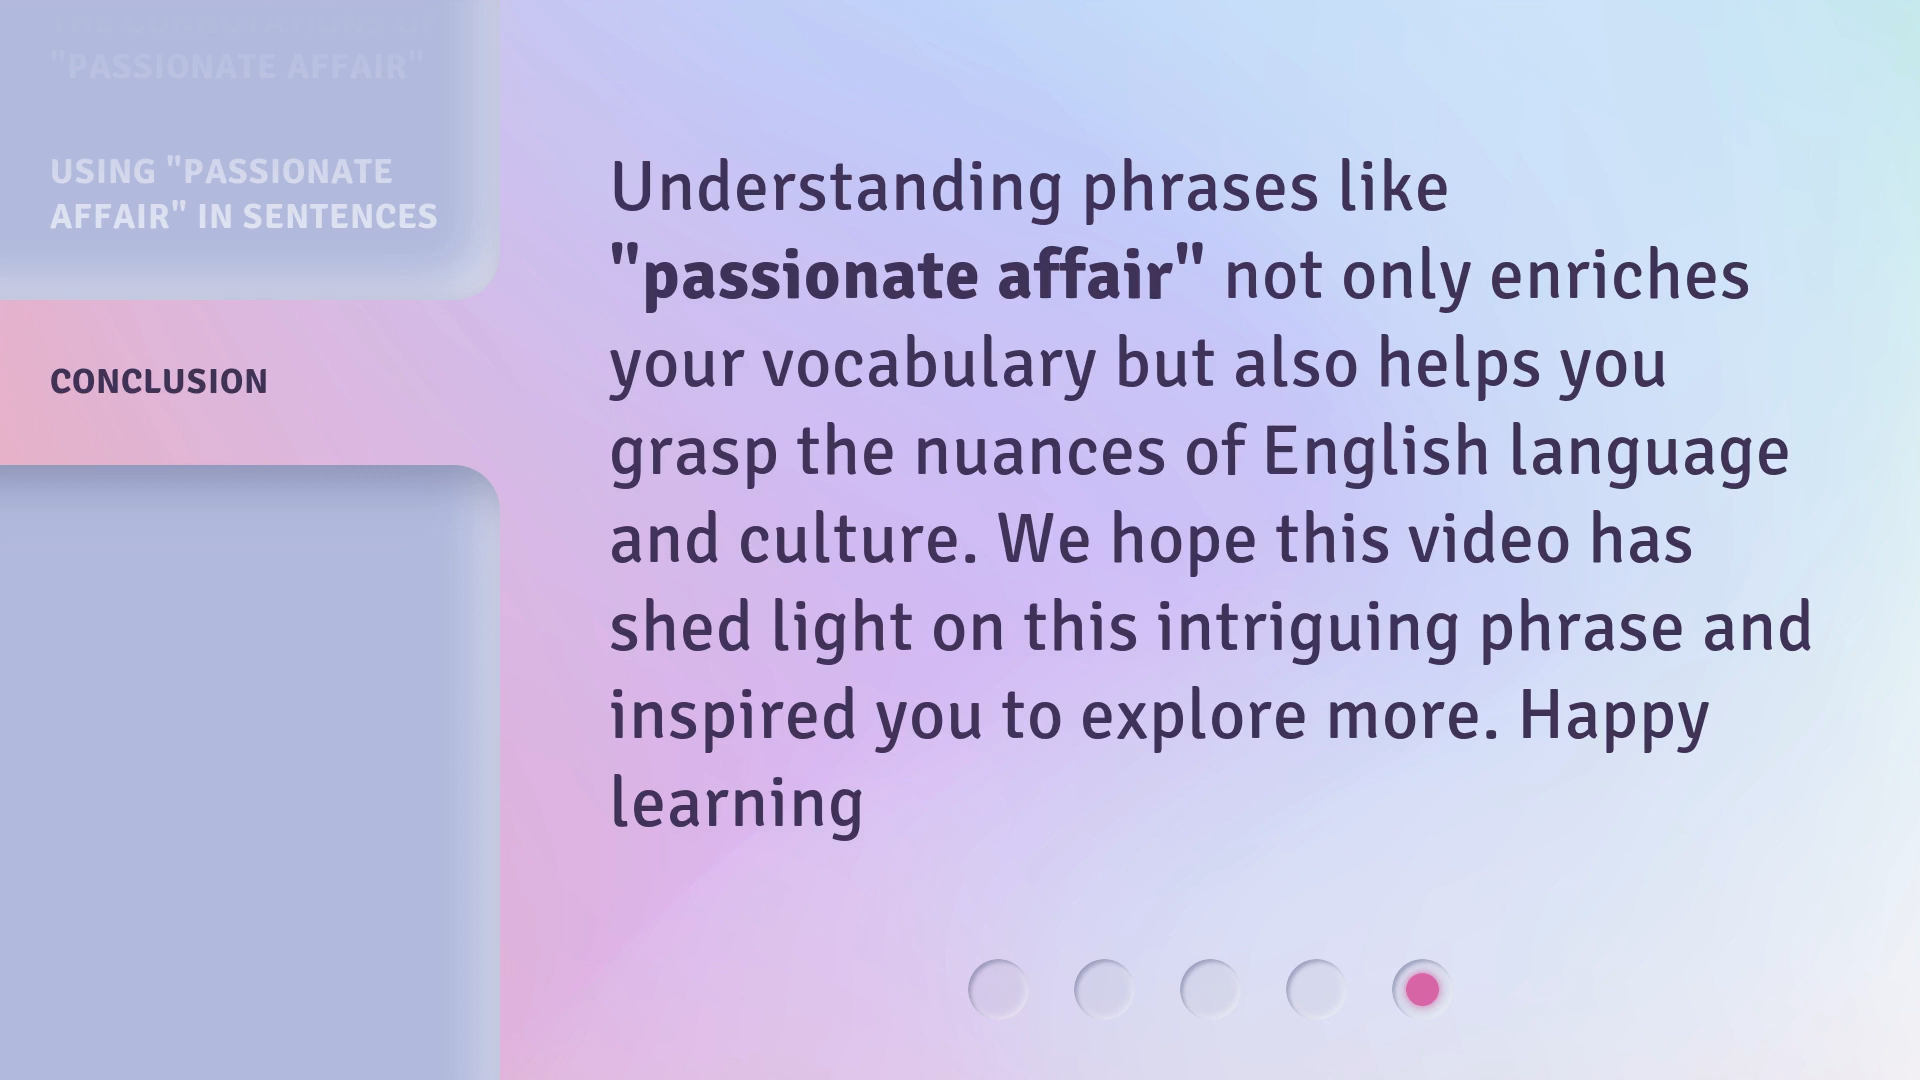 "PASSIONATE AFFAIR"
USING "PASSIONATE
AFFAIR" IN SENTENCES
CONCLUSION
Understanding phrases like
"passionate affair" not only enriches
your vocabulary but also helps you
grasp the nuances of English language
and culture. We hope this video has
shed light on this intriguing phrase and
inspired you to explore more. Happy
learning